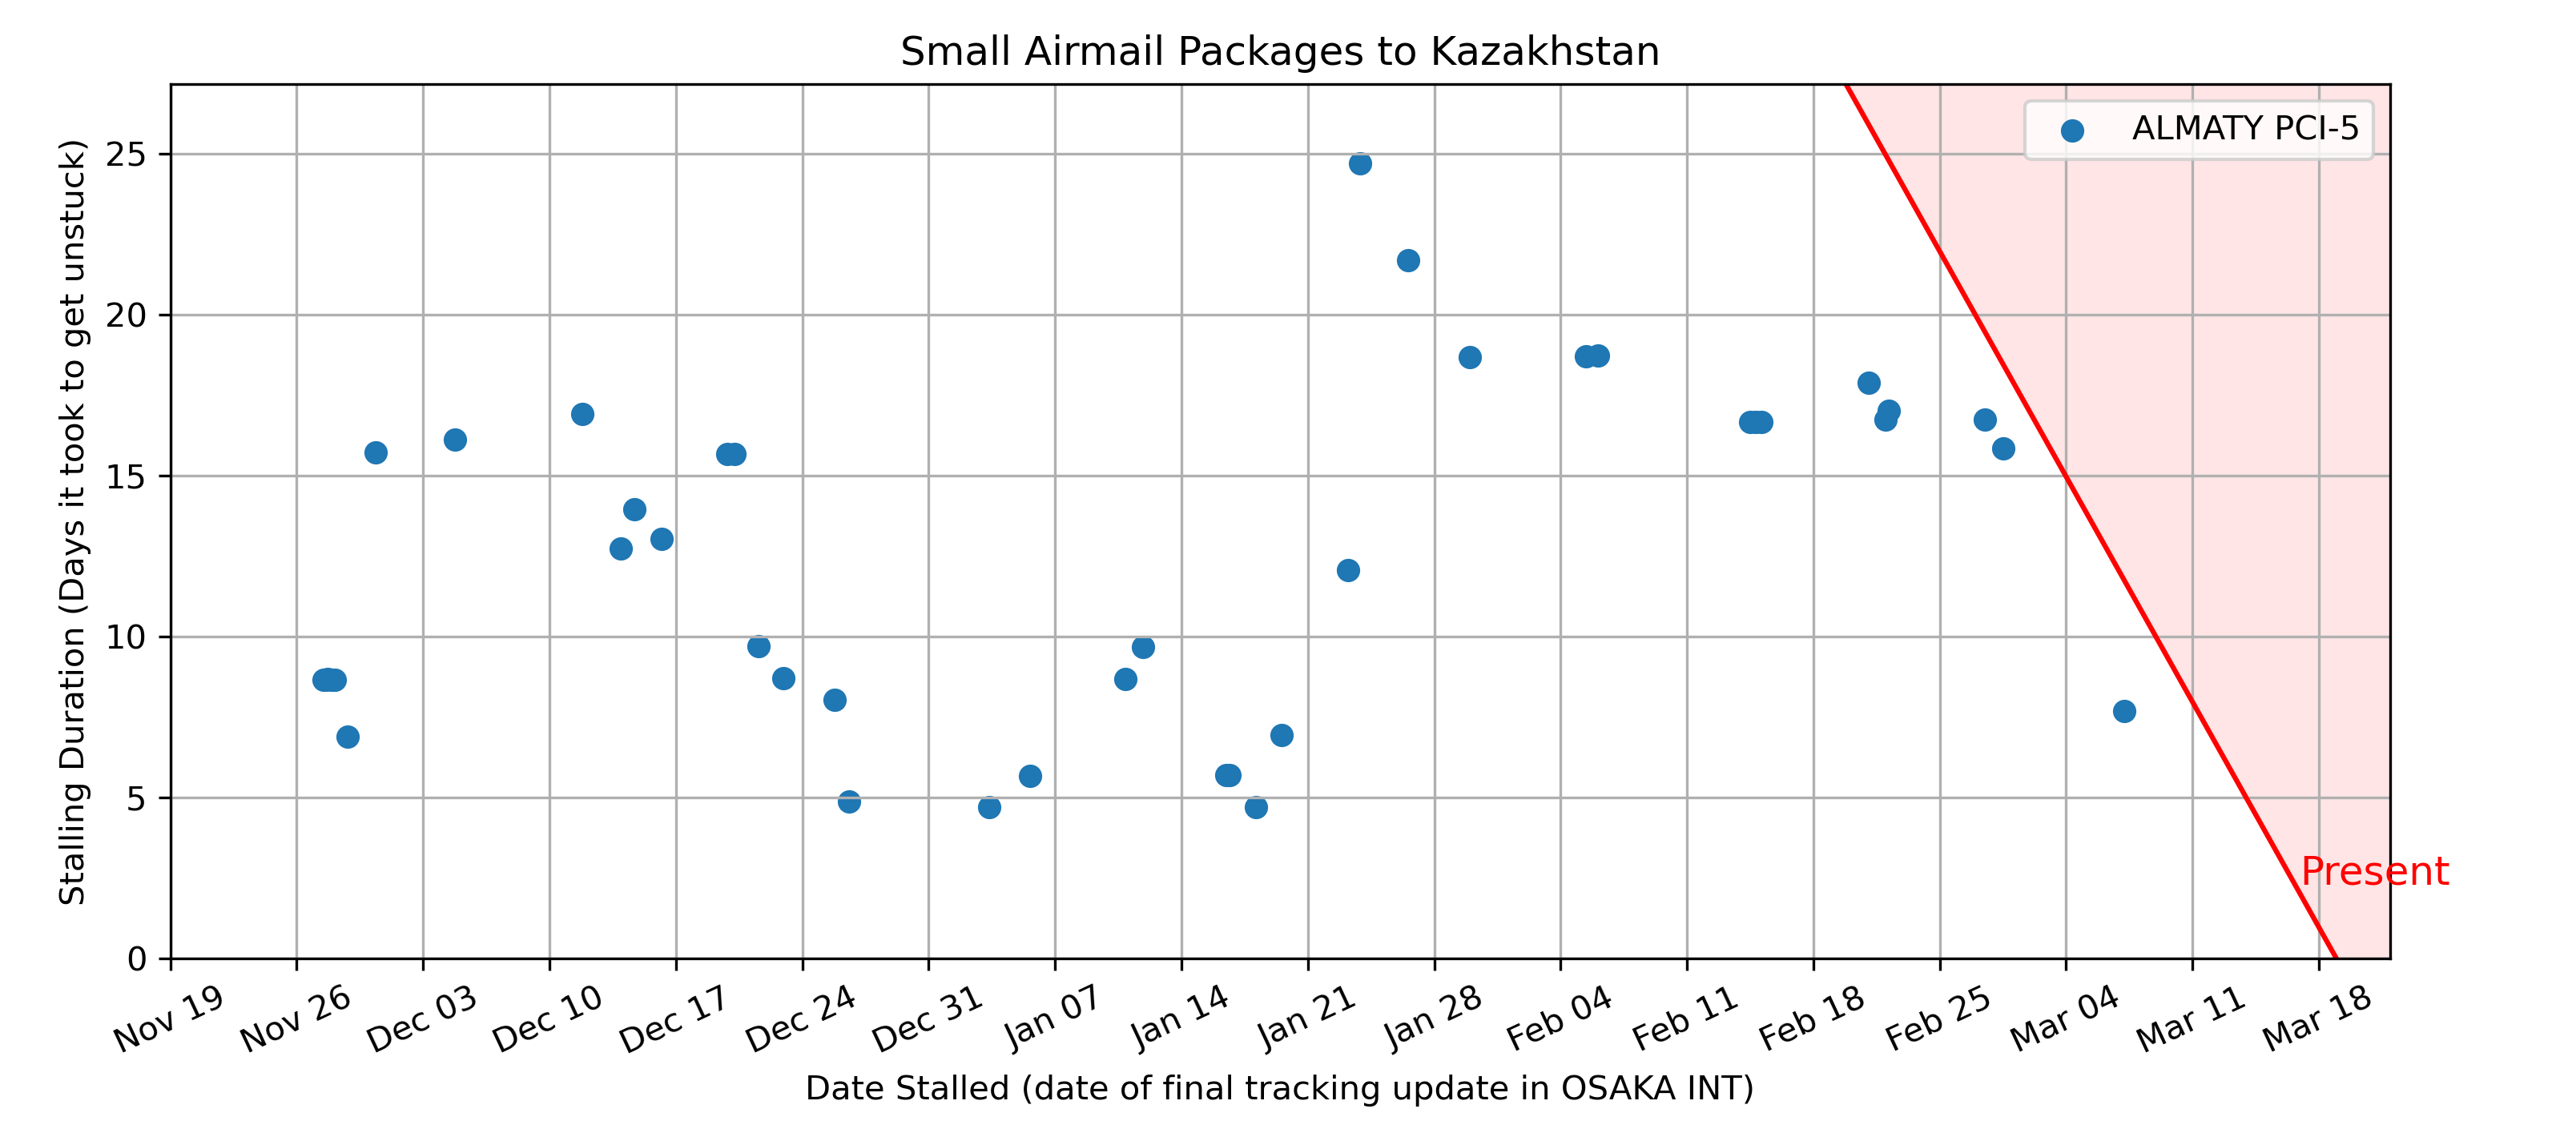 Small Airmail Packages to Kazakhstan
ALMATY PCI-5
Stalling Duration (Days it took to get unstuck)
25
20
15
10
5
0
Present
Nov 19
Nov 26
Dec 03
Dec 10
Dec 17
Dec 24
Dec 31
Jan 07
Jan 14
Jan 21
Jan 28
Feb 04
Feb 11
Feb 18
Feb 25
Mar 04
Mar 11
Mar 18
Date Stalled (date of final tracking update in OSAKA INT)